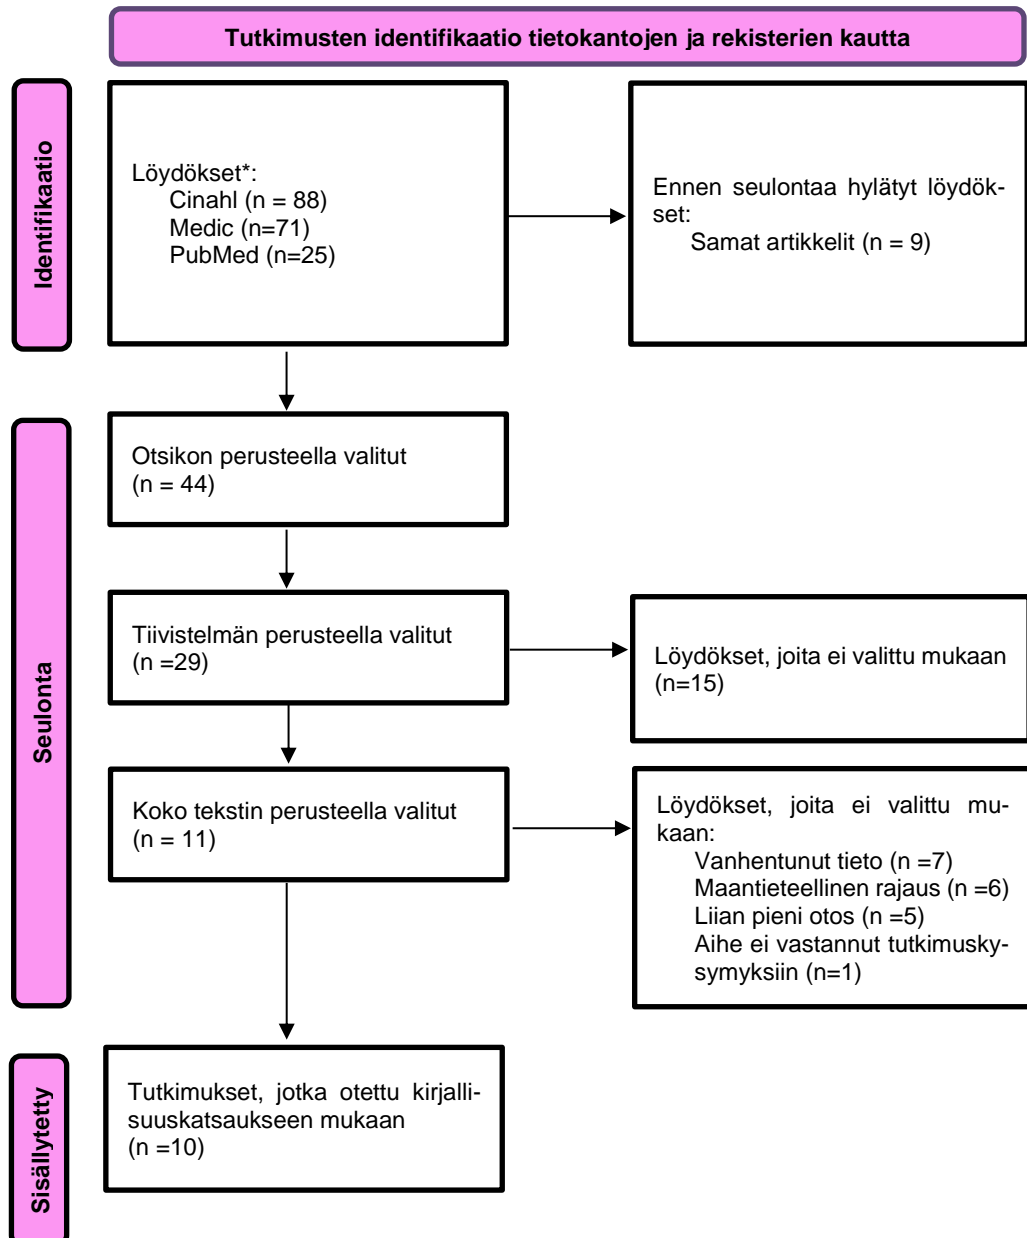 Tutkimusten identifikaatio tietokantojen ja rekisterien kautta
Identifikaatio
Löydökset*:
Cinahl (n = 88)
Medic (n=71)
PubMed (n=25)
Ennen seulontaa hylätyt löydök-
set:
Samat artikkelit (n = 9)
Seulonta
Otsikon perusteella valitut
(n = 44)
Tiivistelmän perusteella valitut
(n =29)
Löydökset, joita ei valittu mukaan
(n=15)
Koko tekstin perusteella valitut
(n = 11)
Löydökset, joita ei valittu mu-
kaan:
Vanhentunut tieto (n =7)
Maantieteellinen rajaus (n =6)
Liian pieni otos (n =5)
Aihe ei vastannut tutkimusky-
symyksiin (n=1)
Sisällytetty
Tutkimukset, jotka otettu kirjalli-
suuskatsaukseen mukaan
(n =10)